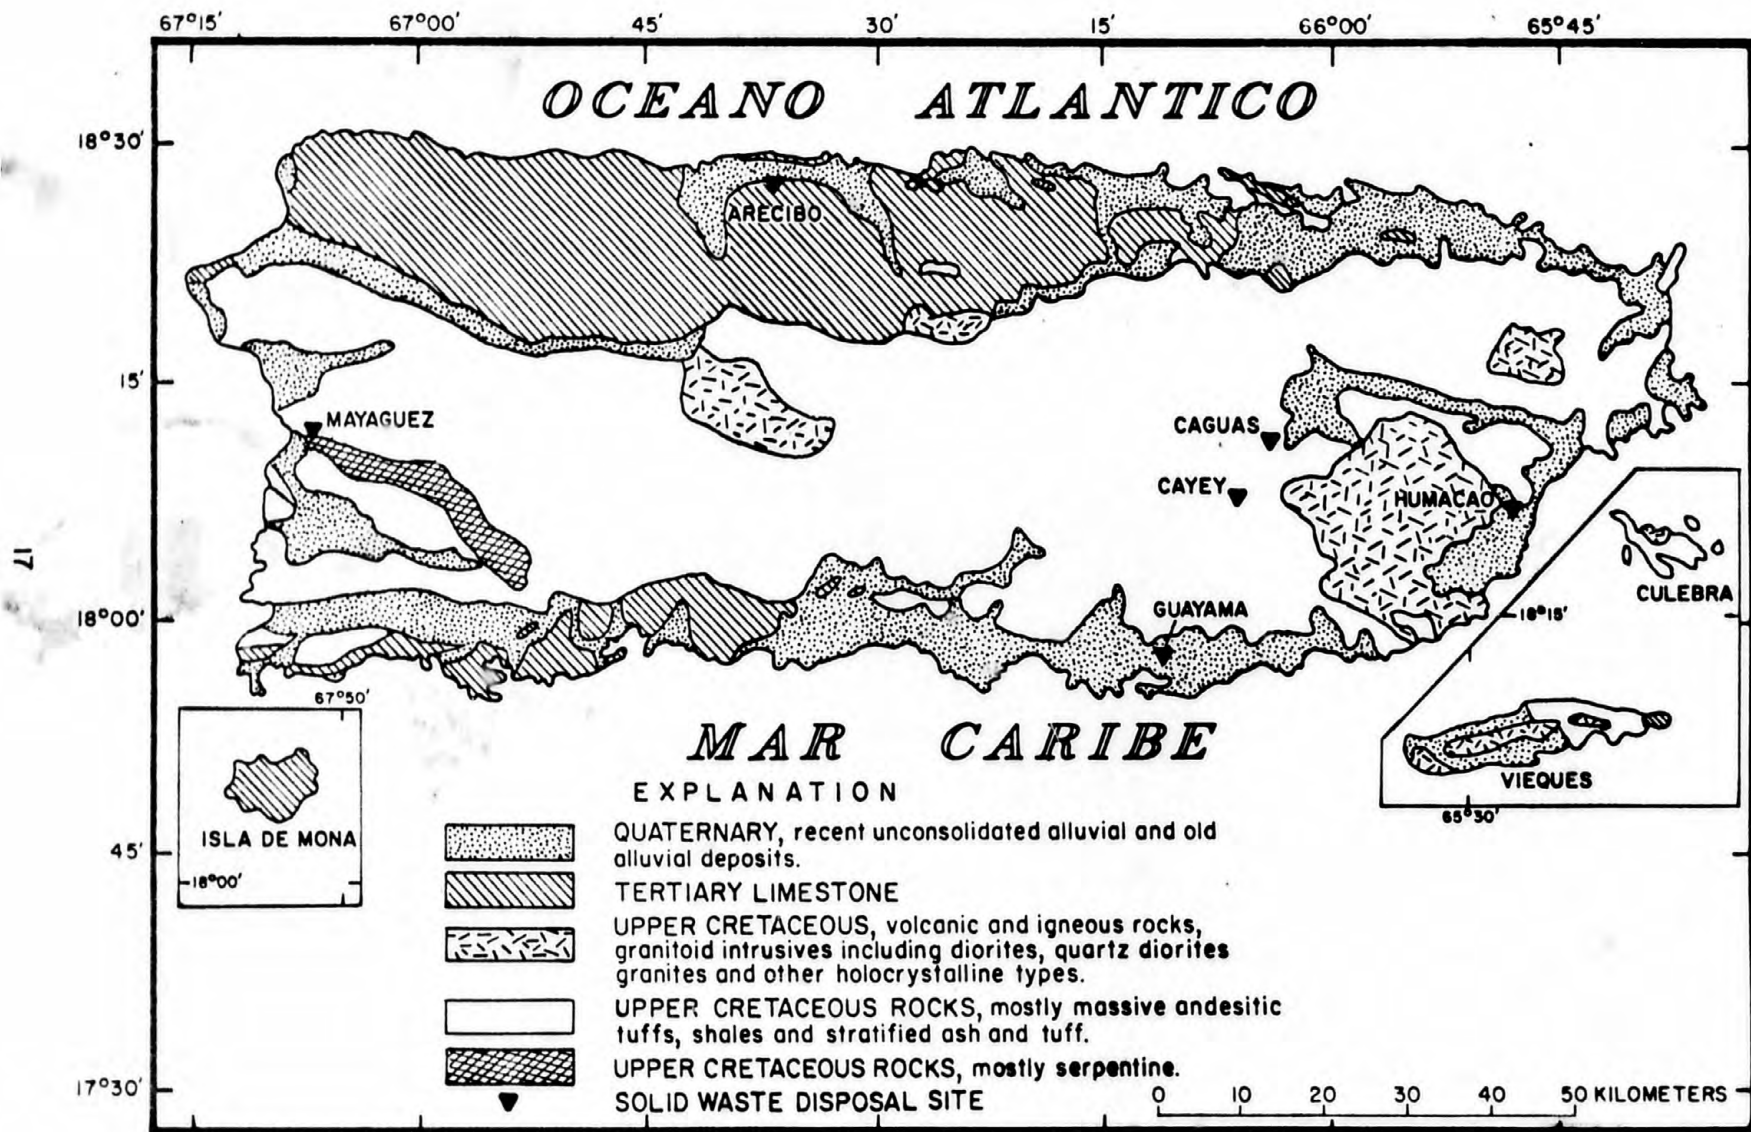 67°15' 67°00' 45' 30' 15' 66°00' 65°45'
OCEANO ATLANTICO
18°30'
ARECIBO
15'
MAYAGUEZ
CAGUAS
CAYEY
HUMACAO
17
CULEBRA
18°00'
GUAYAMA
18°15'
67°50'
MAR CARIBE
VIEQUES
EXPLANATION
65°30'
ISLA DE MONA
QUATERNARY, recent unconsolidated alluvial and old
alluvial deposits.
45'
18°00'
TERTIARY LIMESTONE
UPPER CRETACEOUS, volcanic and igneous rocks,
granitoid intrusives including diorites, quartz diorites
granites and other holocrystalline types.
UPPER CRETACEOUS ROCKS, mostly massive andesitic
tuffs, shales and stratified ash and tuff.
UPPER CRETACEOUS ROCKS, mostly serpentine.
17°30'
SOLID WASTE DISPOSAL SITE
0 10 20 30 40 50 KILOMETERS